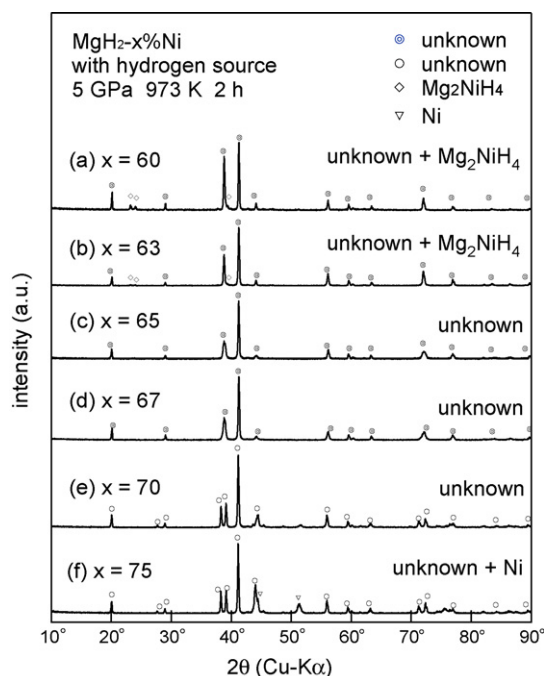 MgH₂-x%Ni
with hydrogen source
5 GPa 973 K 2 h
◎ unknown
○ unknown
◇ Mg₂NiH₄
▽ Ni
(a) x = 60
unknown + Mg₂NiH₄
(b) x = 63
unknown + Mg₂NiH₄
(c) x = 65
unknown
(d) x = 67
unknown
(e) x = 70
unknown
(f) x = 75
unknown + Ni
intensity (a.u.)
10° 20° 30° 40° 50° 60° 70° 80° 90°
2θ (Cu-Kα)